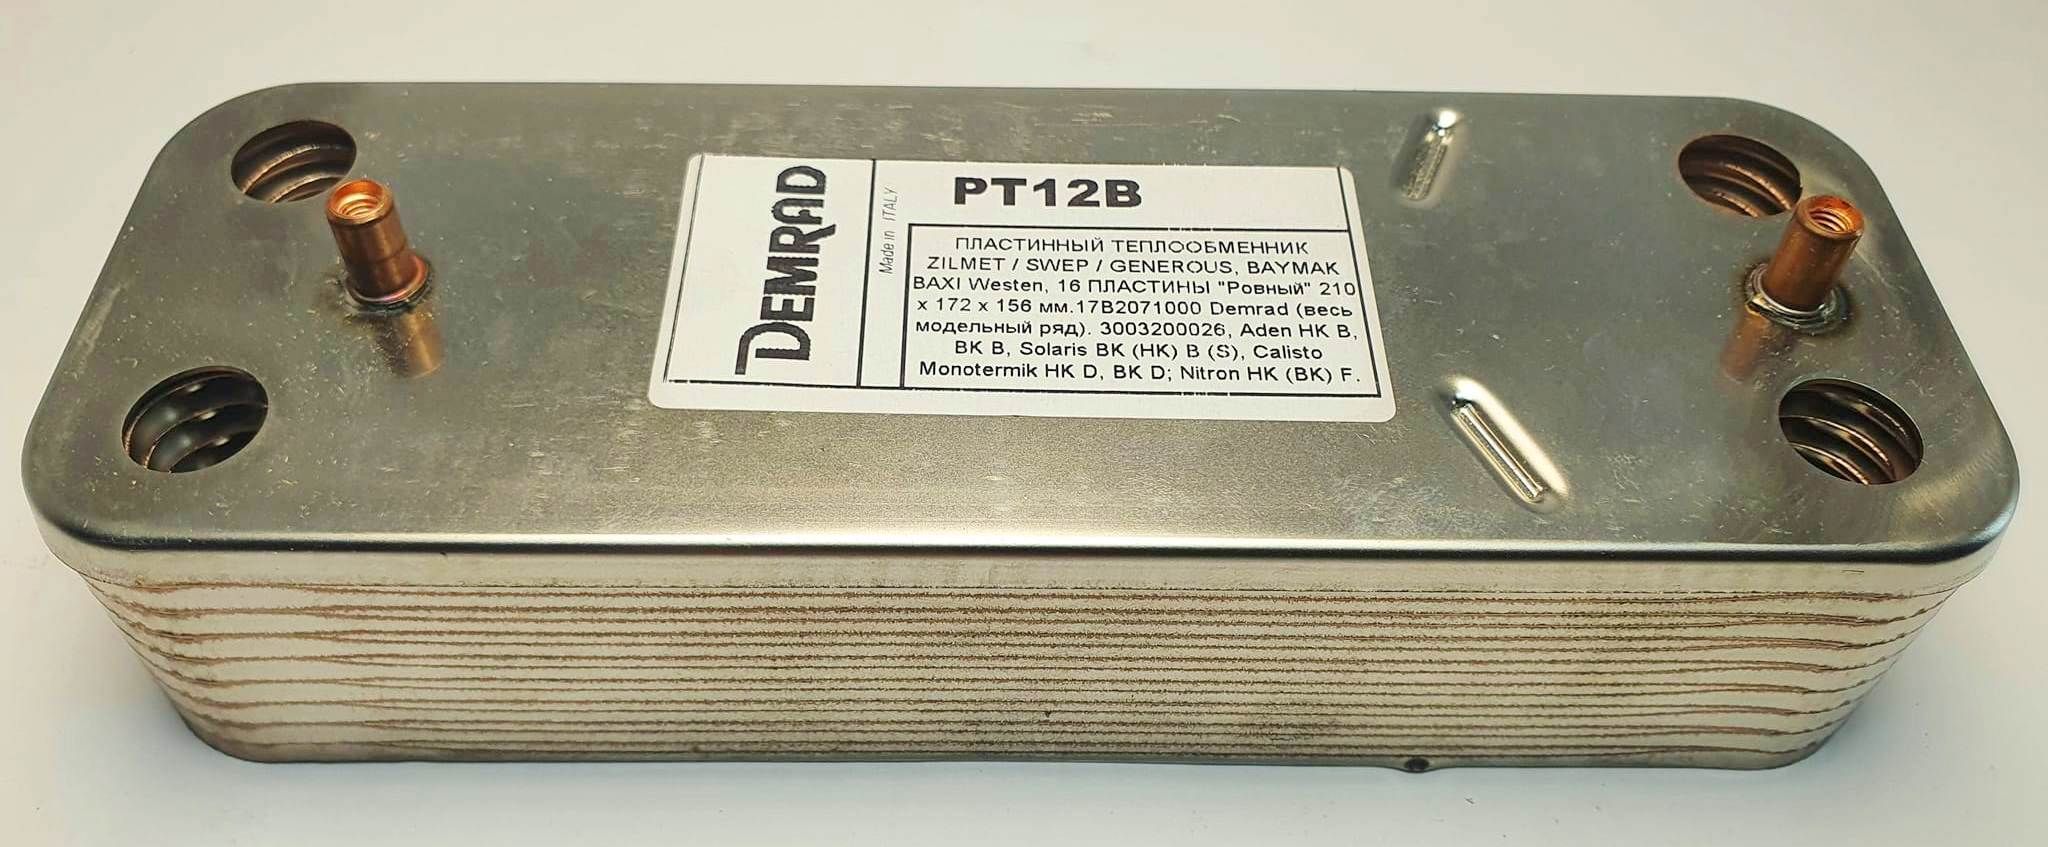 DEMRAD
Made in ITALY
PT12B
ПЛАСТИННЫЙ ТЕПЛООБМЕННИК
ZILMET / SWEP / GENEROUS, BAYMAK
BAXI Westen, 16 ПЛАСТИНЫ "Ровный" 210
x 172 x 156 мм.17B2071000 Demrad (весь
модельный ряд). 3003200026, Aden HK B,
BK B, Solaris BK (HK) B (S), Calisto
Monotermik HK D, BK D; Nitron HK (BK) F.